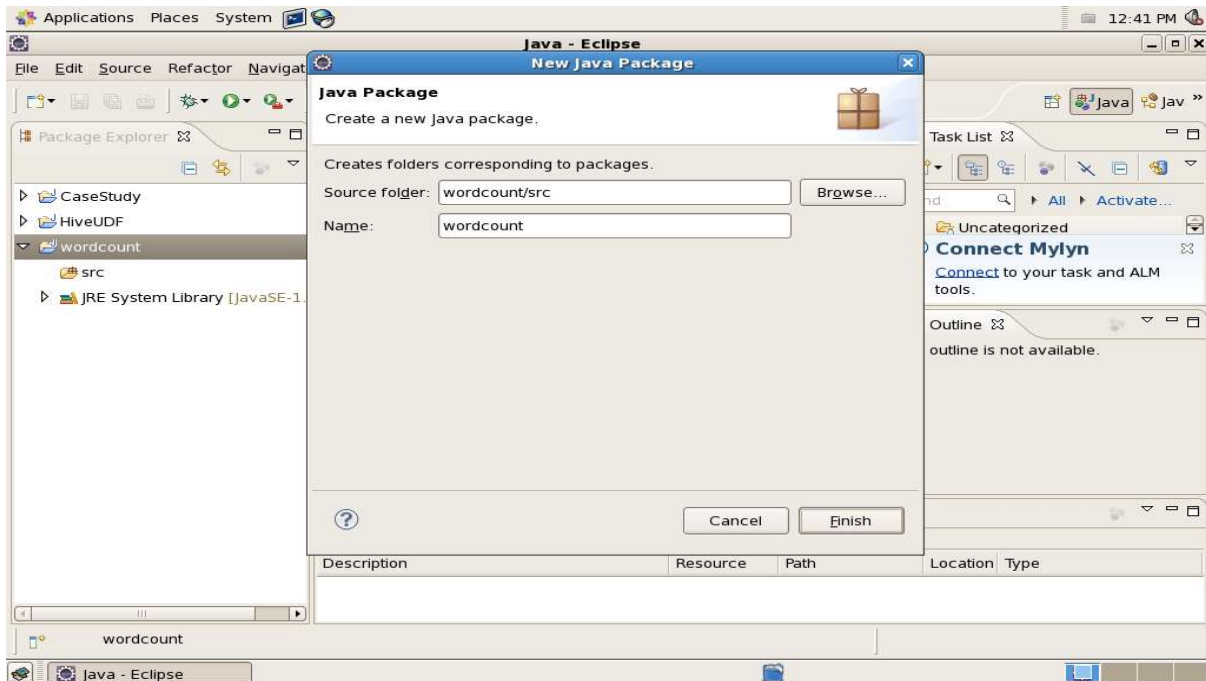 Applications Places System 12:41 PM
Java - Eclipse
File Edit Source Refactor Navigat
New Java Package
Java Package
Create a new Java package.
Java Jav »
Package Explorer
Task List
Creates folders corresponding to packages.
Source folder: wordcount/src Browse...
Name: wordcount
CaseStudy
HiveUDF
wordcount
src
JRE System Library [JavaSE-1.
All Activate...
Uncategorized
Connect Mylyn
Connect to your task and ALM
tools.
Outline
outline is not available.
? Cancel Finish
Description Resource Path Location Type
wordcount
Java - Eclipse